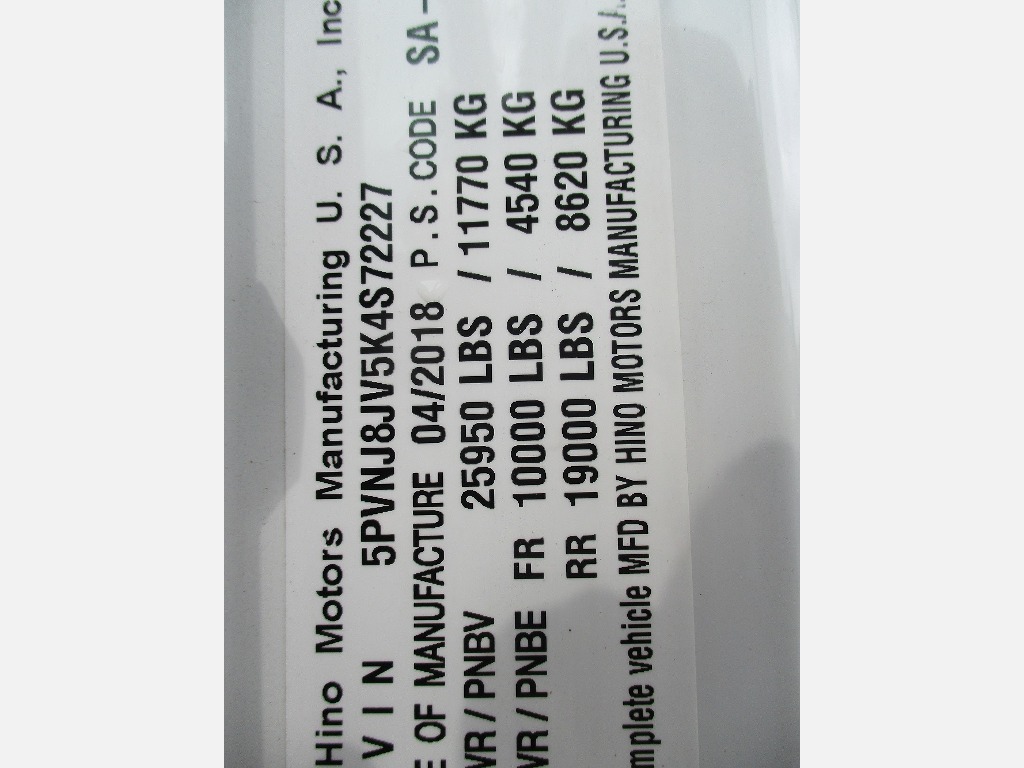 Hino Motors Manufacturing U. S. A., Inc
VIN 5PVNJ8JV5K4S72227
E OF MANUFACTURE 04/2018 P.S.CODE SA-
VR / PNBV 25950 LBS / 11770 KG
VR / PNBE FR 10000 LBS / 4540 KG
RR 19000 LBS / 8620 KG
mplete vehicle MFD BY HINO MOTORS MANUFACTURING U.S.A.